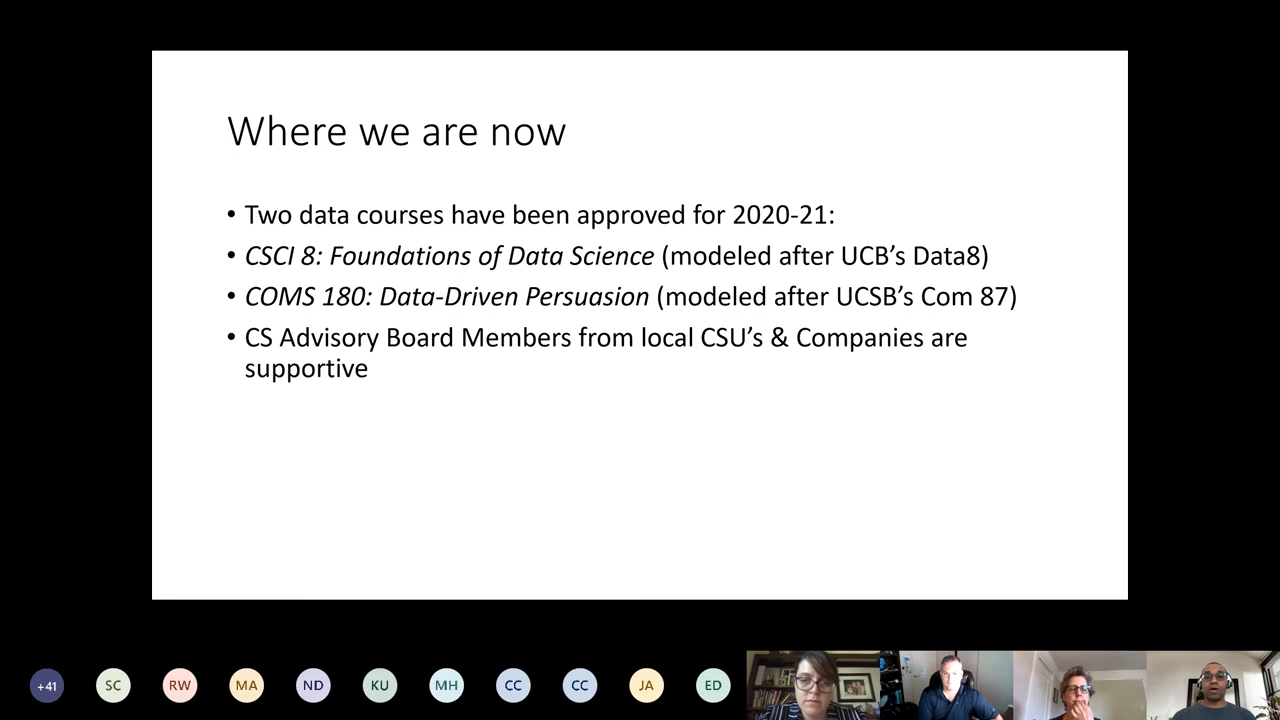 Where we are now
• Two data courses have been approved for 2020-21:
• CSCI 8: Foundations of Data Science (modeled after UCB’s Data8)
• COMS 180: Data-Driven Persuasion (modeled after UCSB’s Com 87)
• CS Advisory Board Members from local CSU’s & Companies are
supportive
+41 SC RW MA ND KU MH CC CC JA ED